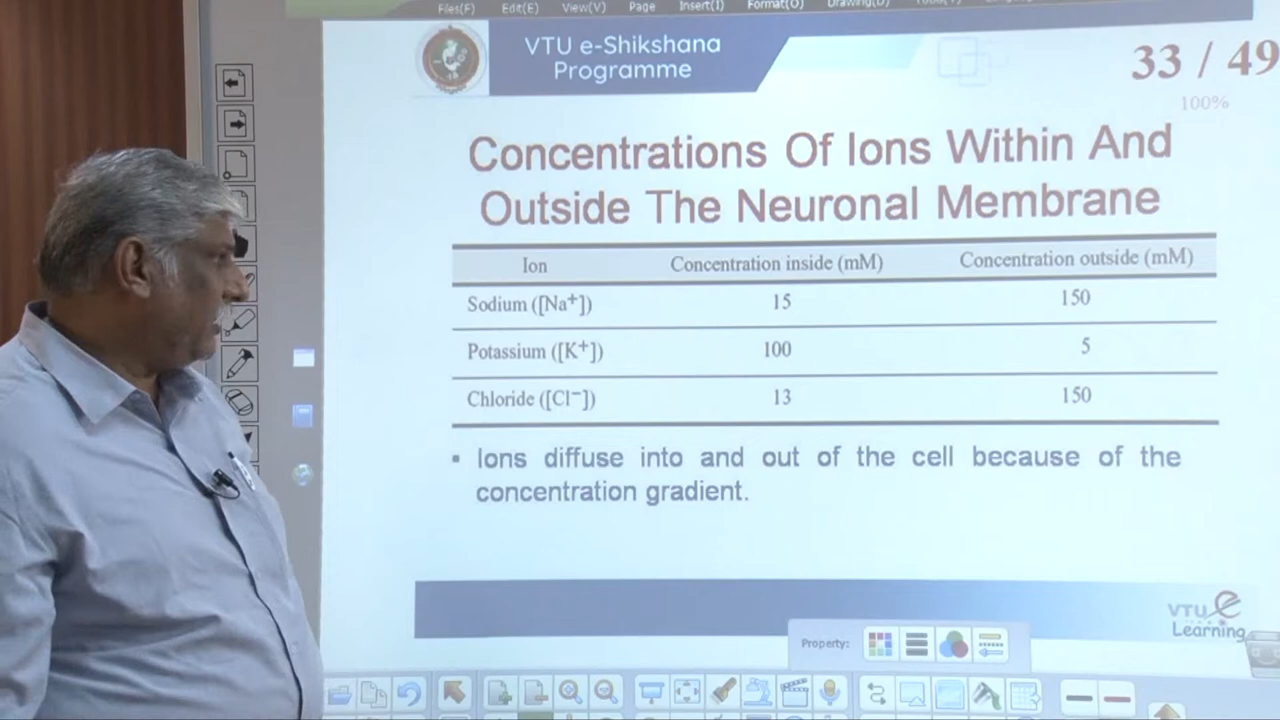 Files(F) Edit(E) View(V) Page Insert(I) Format(O)
VTU e-Shikshana
Programme
33 / 49
100%
Concentrations Of Ions Within And
Outside The Neuronal Membrane
Ion Concentration inside (mM) Concentration outside (mM)
Sodium ([Na⁺]) 15 150
Potassium ([K⁺]) 100 5
Chloride ([Cl⁻]) 13 150
▪ Ions diffuse into and out of the cell because of the
concentration gradient.
VTU e
Learning
Property: